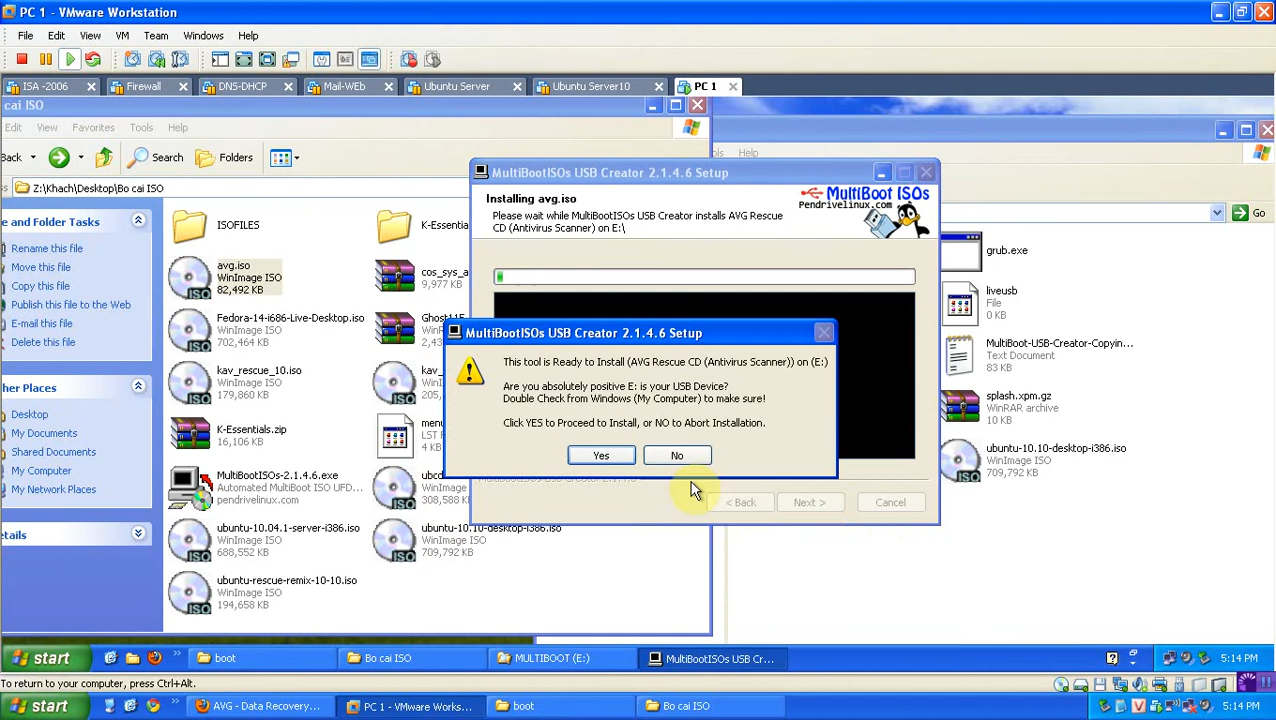 PC 1 - VMware Workstation
File Edit View VM Team Windows Help
ISA -2006 Firewall DNS-DHCP Mail-WEb Ubuntu Server Ubuntu Server10 PC 1
Bo cai ISO
View Favorites Tools Help
Back Search Folders
Z:\Khach\Desktop\Bo cai ISO
Go
Rename this file
Move this file
Copy this file
Publish this file to the Web
E-mail this file
Delete this file
Desktop
My Documents
Shared Documents
My Computer
My Network Places
ISOFILES
avg.iso
WinImage ISO
82,492 KB
Fedora-14-i686-Live-Desktop.iso
WinImage ISO
702,464 KB
kav_rescue_10.iso
WinImage ISO
179,860 KB
K-Essentials.zip
16,106 KB
MultiBootISOs-2.1.4.6.exe
Automated MultiBoot ISO UFD...
pendrivelinux.com
ubuntu-10.04.1-server-i386.iso
WinImage ISO
688,552 KB
ubuntu-10.10-desktop-i386.iso
WinImage ISO
709,792 KB
ubuntu-rescue-remix-10-10.iso
WinImage ISO
194,658 KB
MultiBootISOs USB Creator 2.1.4.6 Setup
Installing avg.iso
Please wait while MultiBootISOs USB Creator installs AVG Rescue
CD (Antivirus Scanner) on E:\
MultiBoot ISOs
Pendrivelinux.com
MultiBootISOs USB Creator 2.1.4.6 Setup
This tool is Ready to Install (AVG Rescue CD (Antivirus Scanner)) on (E:)
Are you absolutely positive E: is your USB Device?
Double Check from Windows (My Computer) to make sure!
Click YES to Proceed to Install, or NO to Abort Installation.
Yes No
< Back Next > Cancel
grub.exe
liveusb
File
0 KB
MultiBoot-USB-Creator-Copyin...
Text Document
83 KB
splash.xpm.gz
WinRAR archive
10 KB
ubuntu-10.10-desktop-i386.iso
WinImage ISO
709,792 KB
start boot Bo cai ISO MULTIBOOT (E:) MultiBootISOs USB Cr... 5:14 PM
To return to your computer, press Ctrl+Alt.
start AVG - Data Recovery... PC 1 - VMware Works... boot Bo cai ISO 5:14 PM